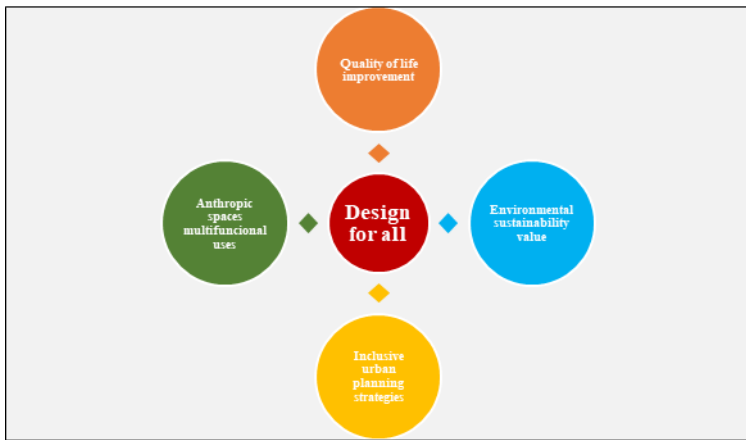 Quality of life
improvement
Anthropic
spaces
multifuncional
uses
Design
for all
Environmental
sustainability
value
Inclusive
urban
planning
strategies